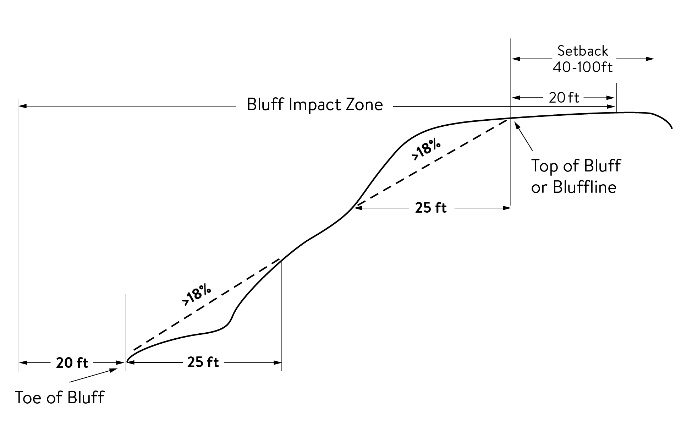 Setback
40-100ft
20 ft
Bluff Impact Zone
>18%
Top of Bluff
or Bluffline
25 ft
>18%
20 ft
25 ft
Toe of Bluff